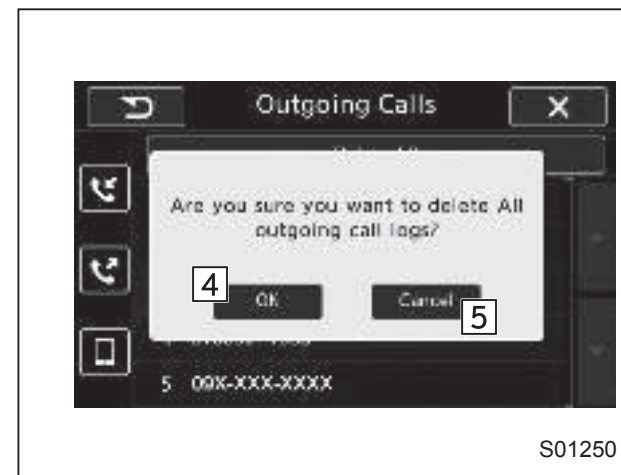 Outgoing Calls
Are you sure you want to delete All
outgoing call logs?
4 OK Cancel 5
5 09X-XXX-XXXX
S01250